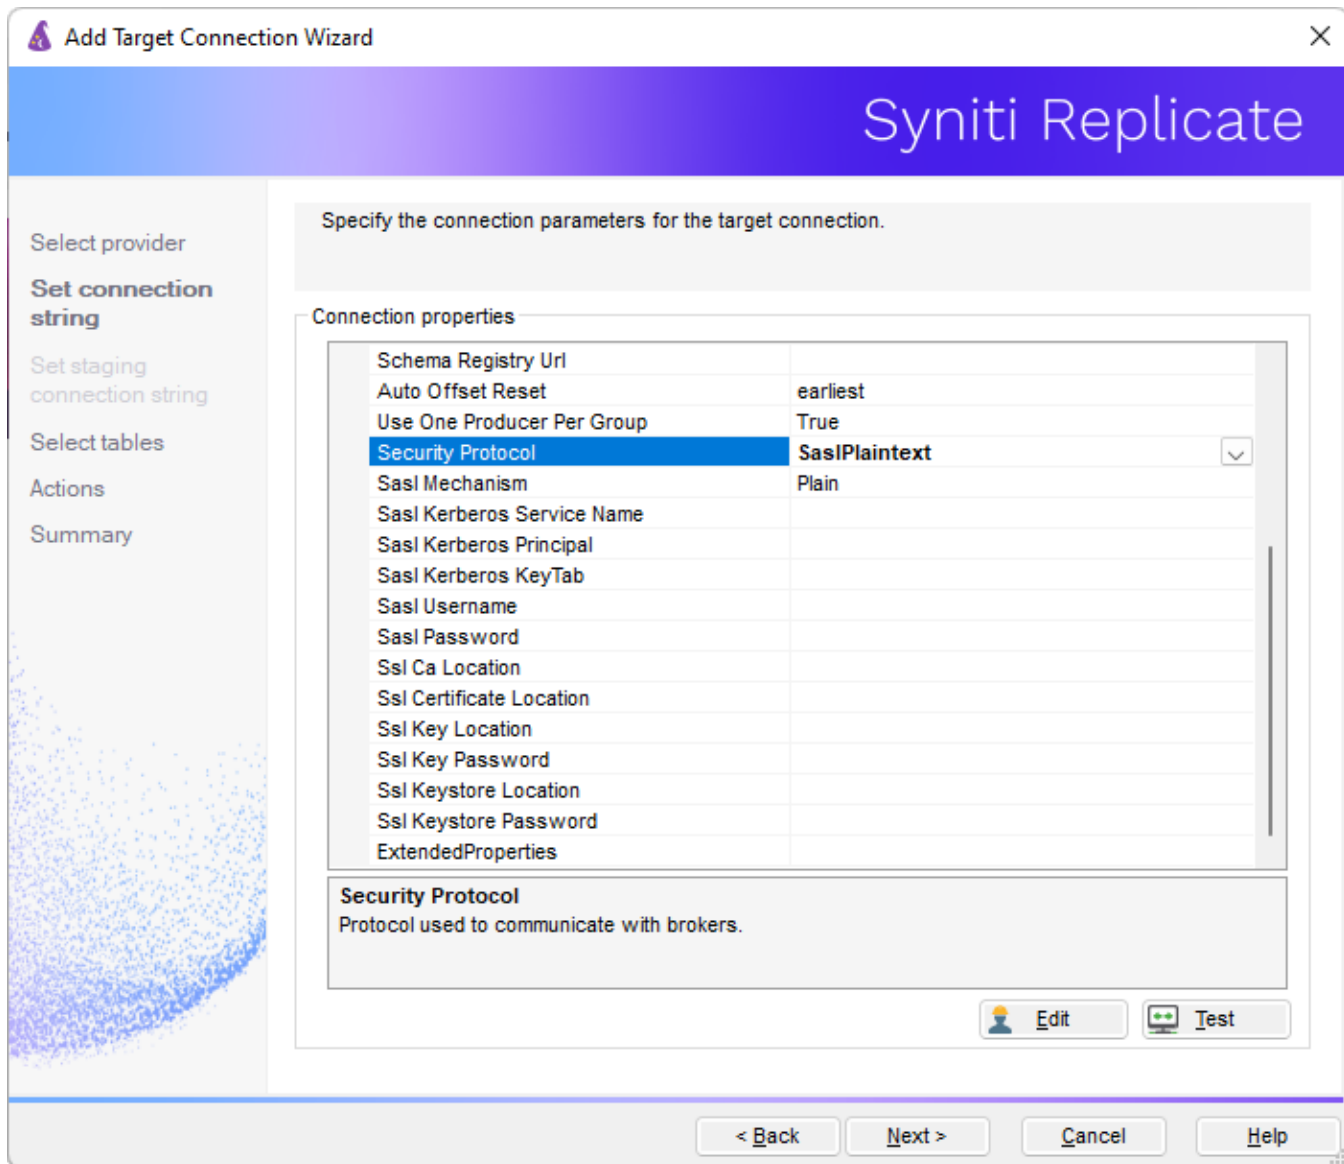 Add Target Connection Wizard
Syniti Replicate
Select provider
Set connection
string
Set staging
connection string
Select tables
Actions
Summary
Specify the connection parameters for the target connection.
Connection properties
Schema Registry Url
Auto Offset Reset earliest
Use One Producer Per Group True
Security Protocol SaslPlaintext
Sasl Mechanism Plain
Sasl Kerberos Service Name
Sasl Kerberos Principal
Sasl Kerberos KeyTab
Sasl Username
Sasl Password
Ssl Ca Location
Ssl Certificate Location
Ssl Key Location
Ssl Key Password
Ssl Keystore Location
Ssl Keystore Password
ExtendedProperties
Security Protocol
Protocol used to communicate with brokers.
Edit Test
< Back Next > Cancel Help